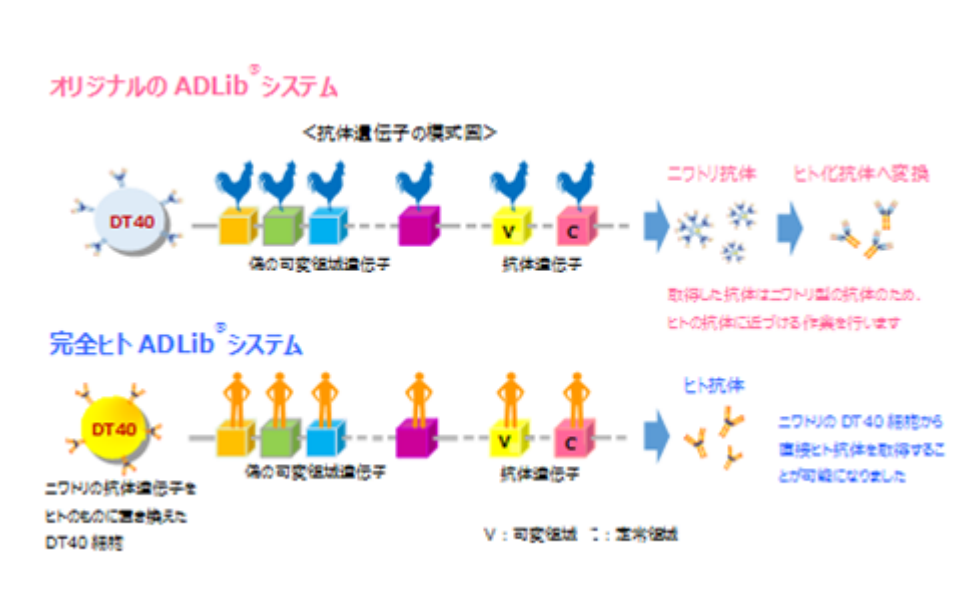 オリジナルの ADLib®システム
＜抗体遺伝子の模式図＞
ニワトリ抗体
ヒト化抗体へ変換
DT40
V
C
偽の可変領域遺伝子
抗体遺伝子
取得した抗体はニワトリ型の抗体のため、
ヒトの抗体に近づける作業を行います
完全ヒト ADLib®システム
ヒト抗体
DT40
V
C
ニワトリの DT40 細胞から
直接ヒト抗体を取得するこ
とが可能になりました
偽の可変領域遺伝子
抗体遺伝子
ニワトリの抗体遺伝子を
ヒトのものに置き換えた
DT40 細胞
V：可変領域 ：定常領域